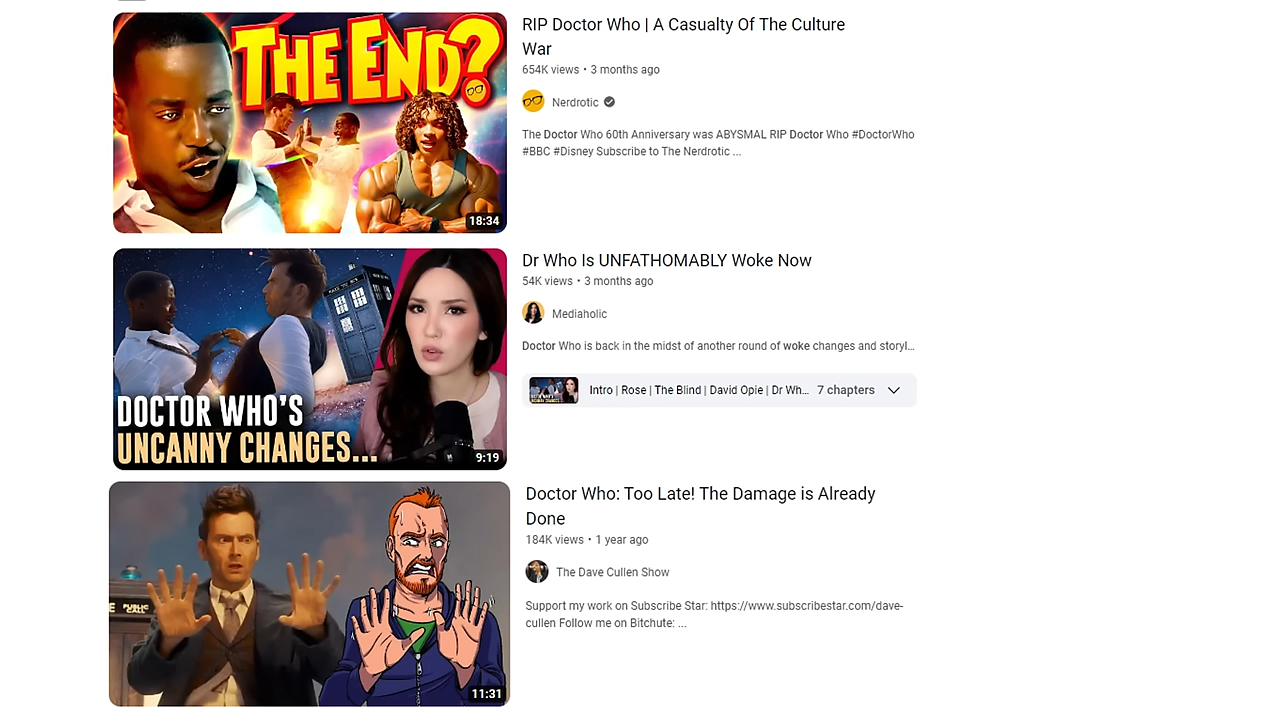 THE END?
18:34
RIP Doctor Who | A Casualty Of The Culture
War
654K views • 3 months ago
Nerdrotic
The Doctor Who 60th Anniversary was ABYSMAL RIP Doctor Who #DoctorWho
#BBC #Disney Subscribe to The Nerdrotic ...
DOCTOR WHO'S
UNCANNY CHANGES...
9:19
Dr Who Is UNFATHOMABLY Woke Now
54K views • 3 months ago
Mediaholic
Doctor Who is back in the midst of another round of woke changes and storyl...
Intro | Rose | The Blind | David Opie | Dr Wh... 7 chapters
PUBLIC
CALL
11:31
Doctor Who: Too Late! The Damage is Already
Done
184K views • 1 year ago
The Dave Cullen Show
Support my work on Subscribe Star: https://www.subscribestar.com/dave-
cullen Follow me on Bitchute: ...